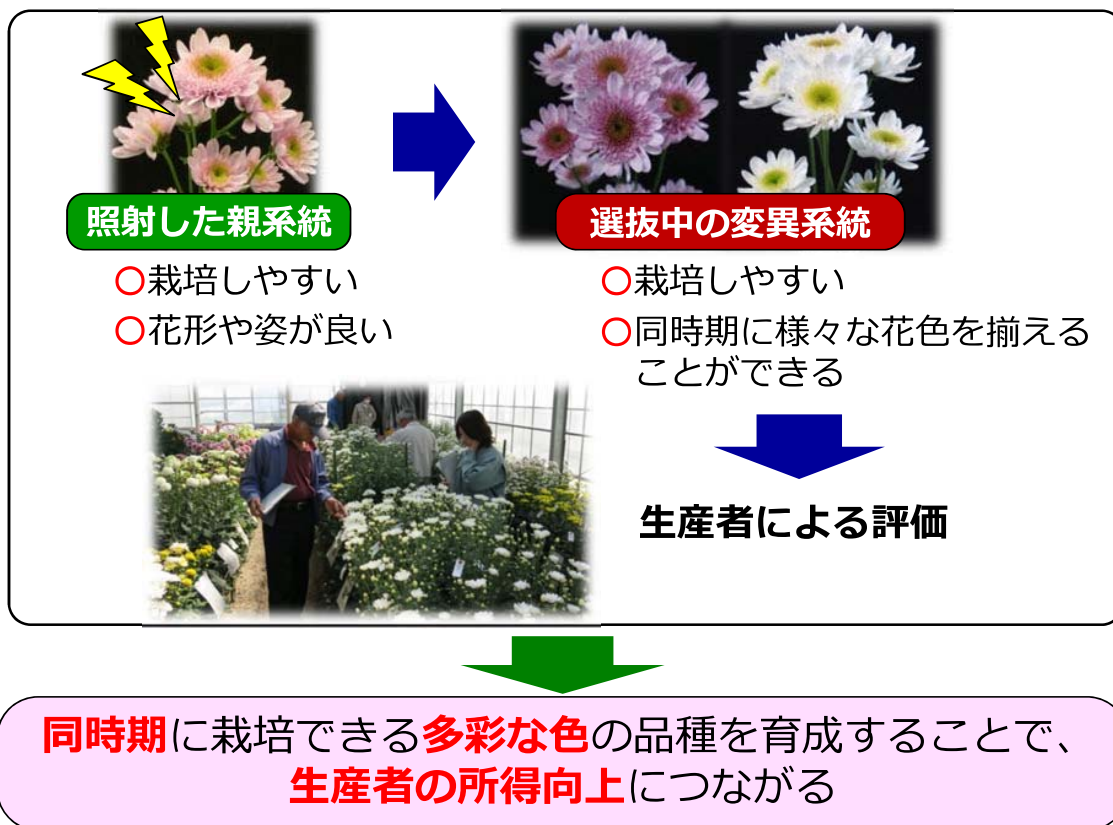 照射した親系統
選抜中の変異系統
〇栽培しやすい
〇花形や姿が良い
〇栽培しやすい
〇同時期に様々な花色を揃える
ことができる
生産者による評価
同時期に栽培できる多彩な色の品種を育成することで、
生産者の所得向上につながる